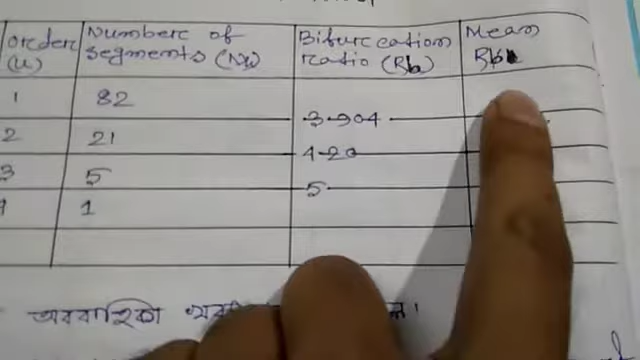 Order Number of Bifurcation Mean
(u) Segments (Nu) ratio (Rb) Rb
1 82
3.904
2 21
4.20
3 5
5
4 1
অববাহিকা